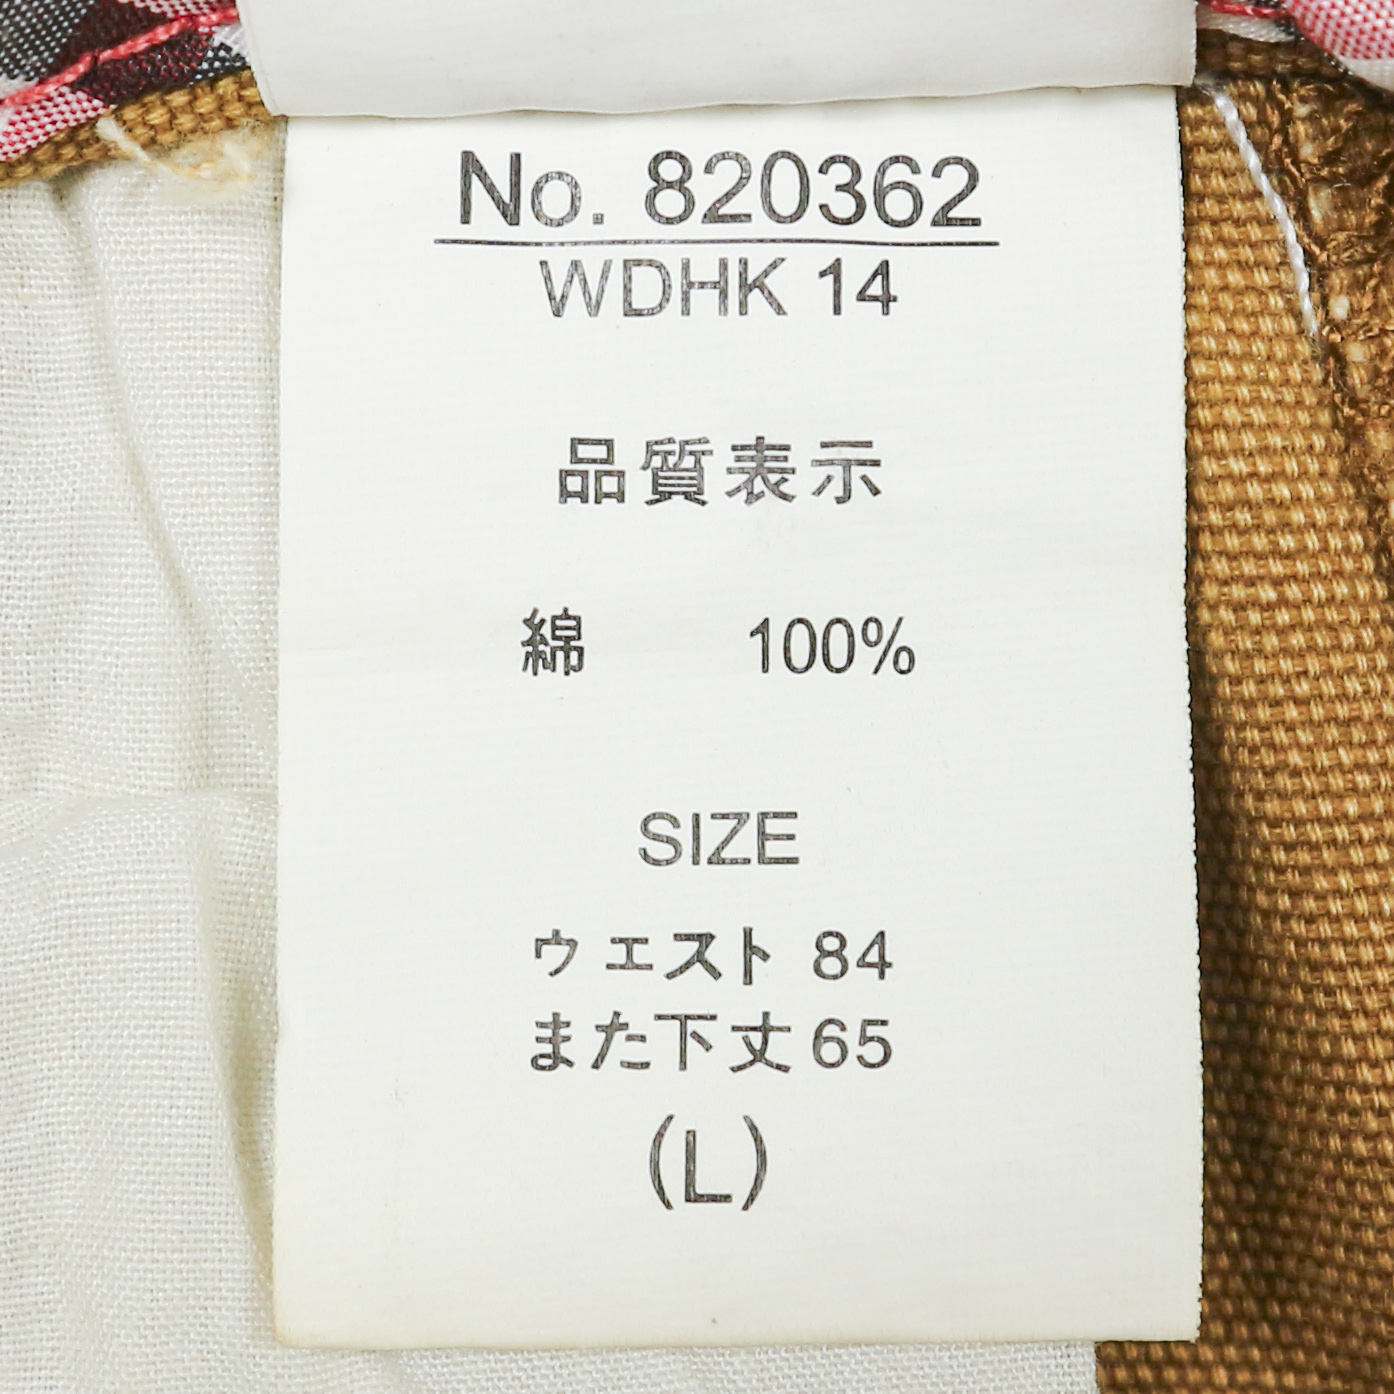 No. 820362
WDHK 14
品質表示
綿 100%
SIZE
ウエスト 84
また下丈 65
(L)